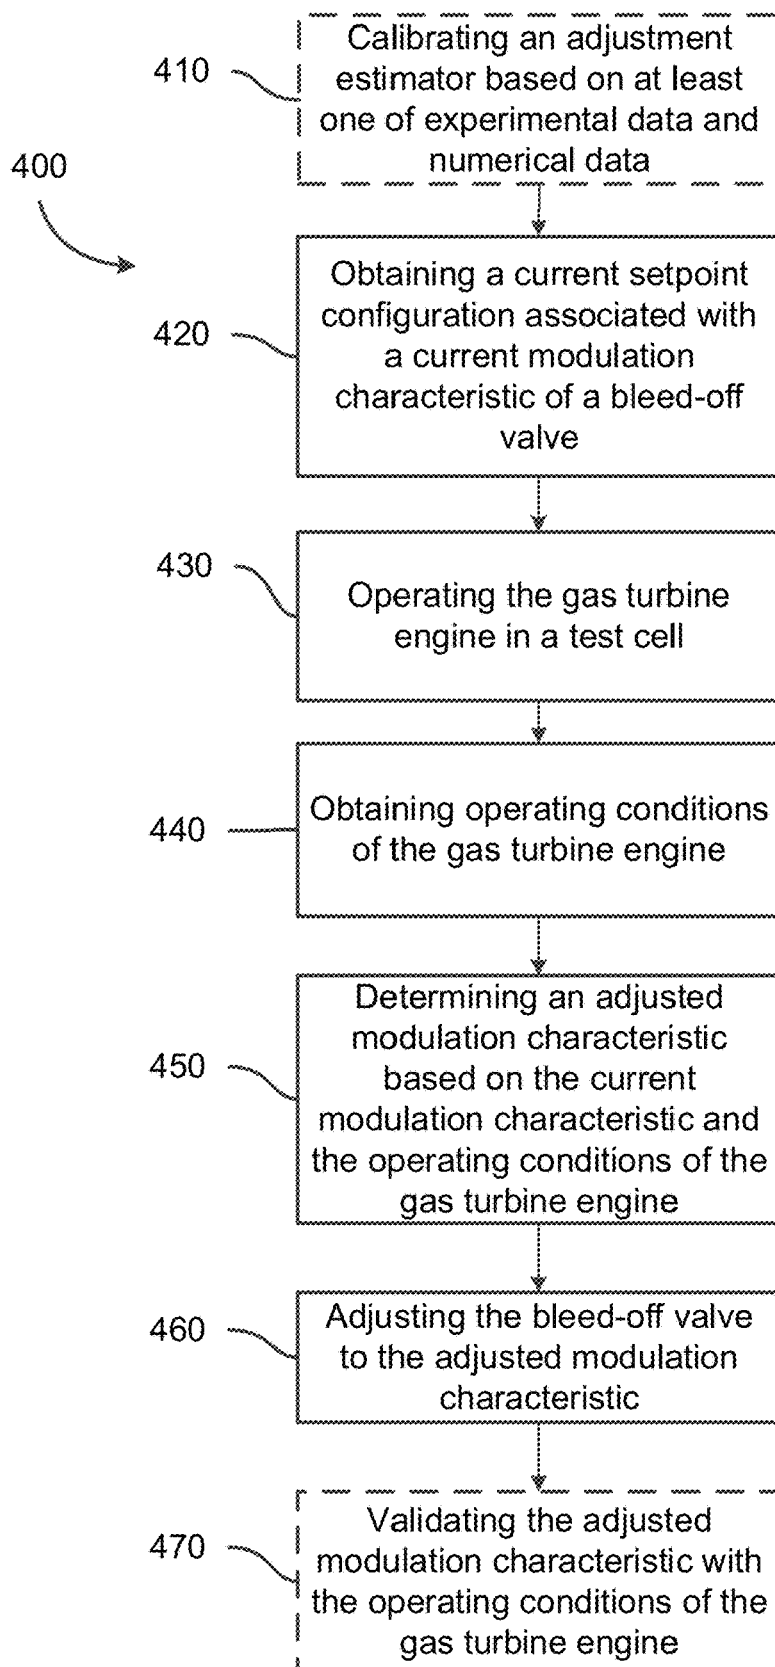 410
Calibrating an adjustment
estimator based on at least
one of experimental data and
numerical data
400
420
Obtaining a current setpoint
configuration associated with
a current modulation
characteristic of a bleed-off
valve
430
Operating the gas turbine
engine in a test cell
440
Obtaining operating conditions
of the gas turbine engine
450
Determining an adjusted
modulation characteristic
based on the current
modulation characteristic and
the operating conditions of the
gas turbine engine
460
Adjusting the bleed-off valve
to the adjusted modulation
characteristic
470
Validating the adjusted
modulation characteristic with
the operating conditions of the
gas turbine engine